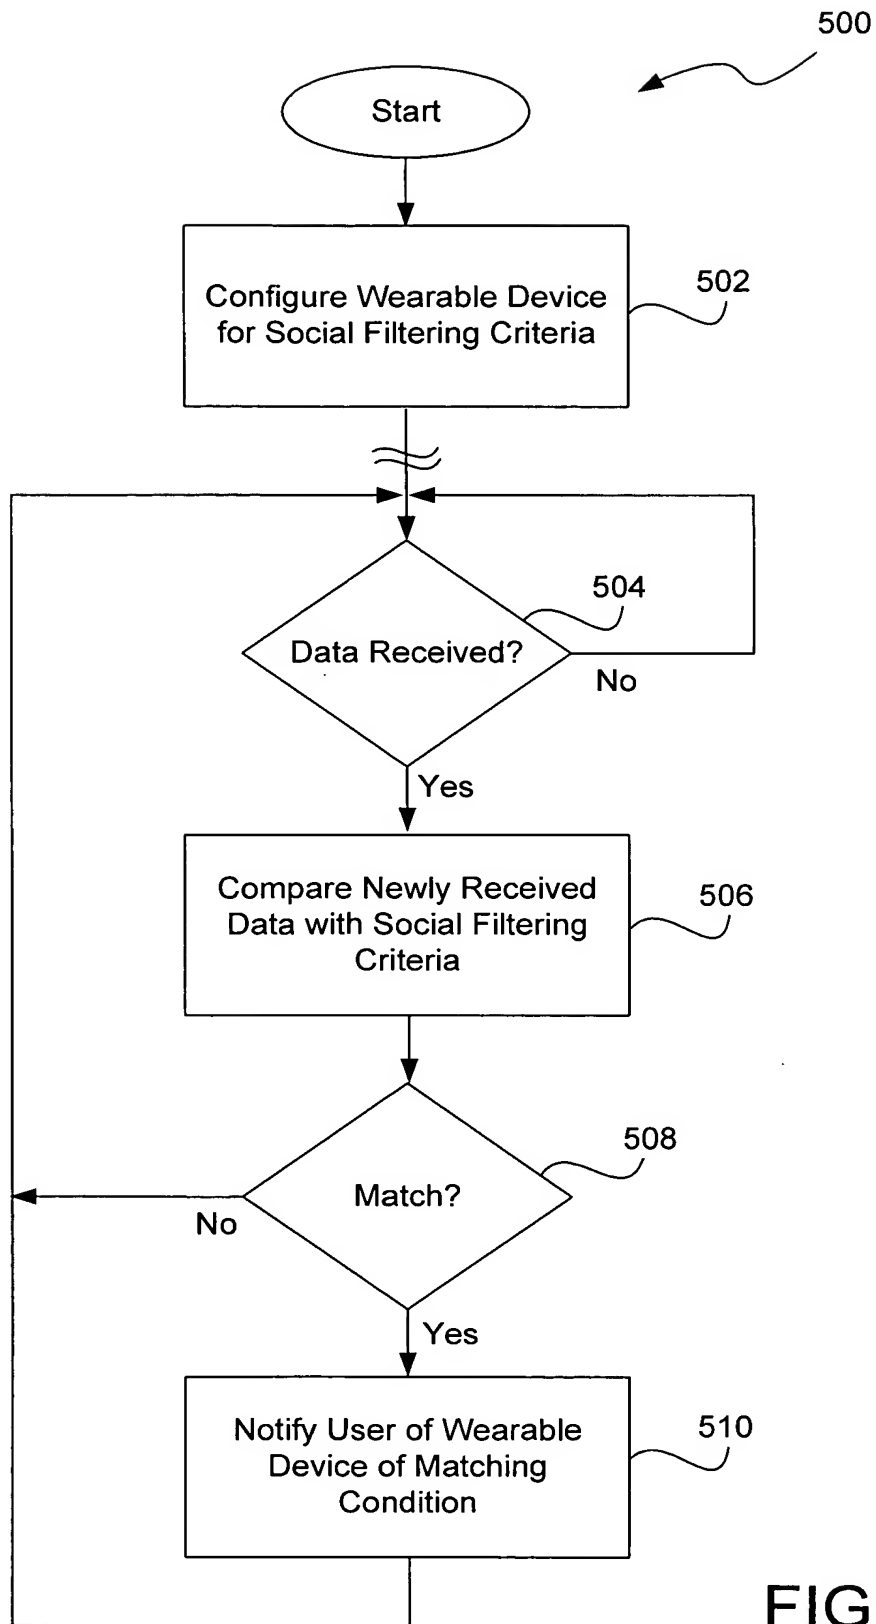 500
Start
Configure Wearable Device
for Social Filtering Criteria
502
504
Data Received?
No
Yes
Compare Newly Received
Data with Social Filtering
Criteria
506
508
Match?
No
Yes
Notify User of Wearable
Device of Matching
Condition
510
FIG